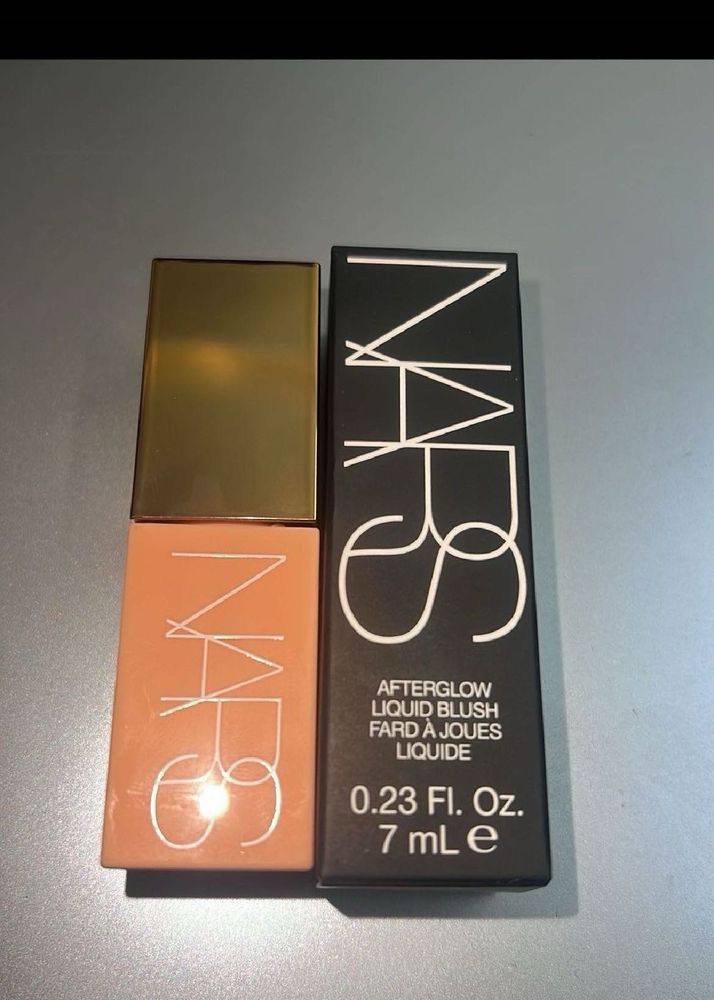 NARS
NARS
AFTERGLOW
LIQUID BLUSH
FARD À JOUES
LIQUIDE
0.23 Fl. Oz.
7 mL ℮